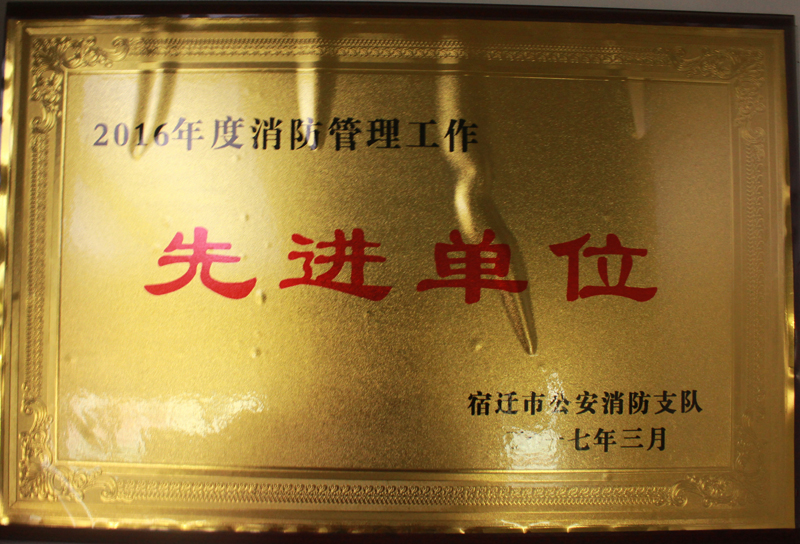 2016年度消防管理工作
先进单位
宿迁市公安消防支队
七年三月